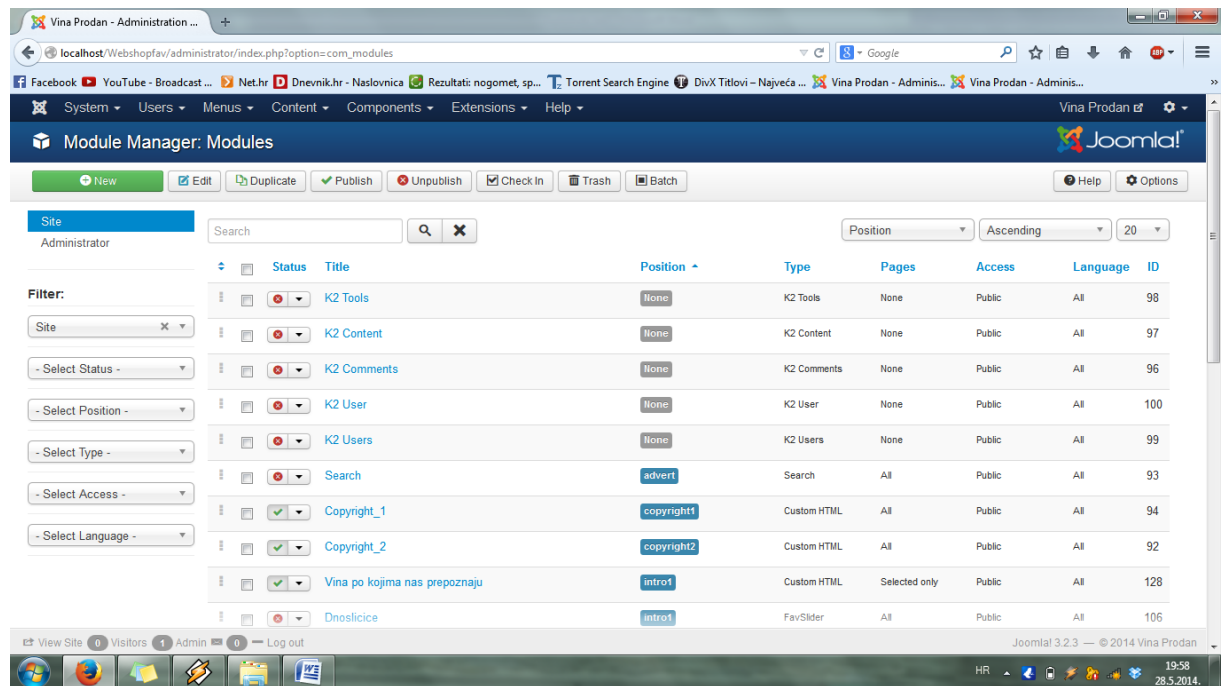 Vina Prodan - Administration ...
localhost/Webshopfav/administrator/index.php?option=com_modules
8 Google
ABP
Facebook YouTube - Broadcast ... Net.hr D Dnevnik.hr - Naslovnica Rezultati: nogomet, sp... Tz Torrent Search Engine DivX Titlovi – Najveća ... Vina Prodan - Adminis... Vina Prodan - Adminis... »
System Users Menus Content Components Extensions Help Vina Prodan
Module Manager: Modules Joomla!
New Edit Duplicate Publish Unpublish Check In Trash Batch Help Options
Site
Administrator
Search Position Ascending 20
Status Title Position Type Pages Access Language ID
Filter:
Site
- Select Status -
- Select Position -
- Select Type -
- Select Access -
- Select Language -
K2 Tools None K2 Tools None Public All 98
K2 Content None K2 Content None Public All 97
K2 Comments None K2 Comments None Public All 96
K2 User None K2 User None Public All 100
K2 Users None K2 Users None Public All 99
Search advert Search All Public All 93
Copyright_1 copyright1 Custom HTML All Public All 94
Copyright_2 copyright2 Custom HTML All Public All 92
Vina po kojima nas prepoznaju intro1 Custom HTML Selected only Public All 128
Dnoslicice intro1 FavSlider All Public All 106
View Site 0 Visitors 1 Admin 0 Log out Joomla! 3.2.3 — © 2014 Vina Prodan
HR 19:58
28.5.2014.